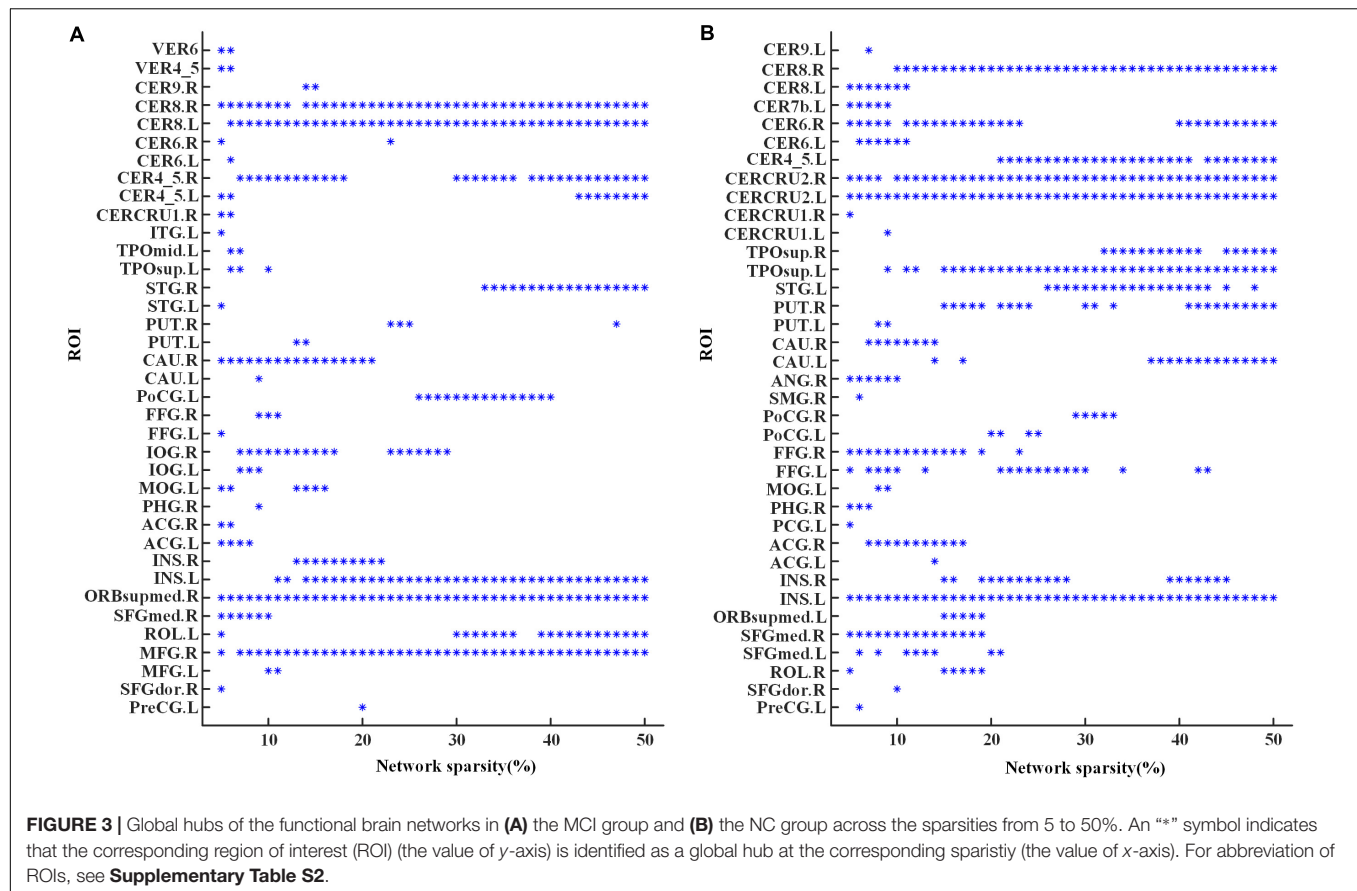 A
VER6
VER4_5
CER9.R
CER8.R
CER8.L
CER6.R
CER6.L
CER4_5.R
CER4_5.L
CERCRU1.R
ITG.L
TPOmid.L
TPOsup.L
STG.R
STG.L
PUT.R
PUT.L
CAU.R
CAU.L
PoCG.L
FFG.R
FFG.L
IOG.R
IOG.L
MOG.L
PHG.R
ACG.R
ACG.L
INS.R
INS.L
ORBsupmed.R
SFGmed.R
ROL.L
MFG.R
MFG.L
SFGdor.R
PreCG.L
ROI
10 20 30 40 50
Network sparsity(%)
B
CER9.L
CER8.R
CER8.L
CER7b.L
CER6.R
CER6.L
CER4_5.L
CERCRU2.R
CERCRU2.L
CERCRU1.R
CERCRU1.L
TPOsup.R
TPOsup.L
STG.L
PUT.R
PUT.L
CAU.R
CAU.L
ANG.R
SMG.R
PoCG.R
PoCG.L
FFG.R
FFG.L
MOG.L
PHG.R
PCG.L
ACG.R
ACG.L
INS.R
INS.L
ORBsupmed.L
SFGmed.R
SFGmed.L
ROL.R
SFGdor.R
PreCG.L
ROI
10 20 30 40 50
Network sparsity(%)
FIGURE 3 | Global hubs of the functional brain networks in (A) the MCI group and (B) the NC group across the sparsities from 5 to 50%. An “*” symbol indicates
that the corresponding region of interest (ROI) (the value of y-axis) is identified as a global hub at the corresponding sparistiy (the value of x-axis). For abbreviation of
ROIs, see Supplementary Table S2.